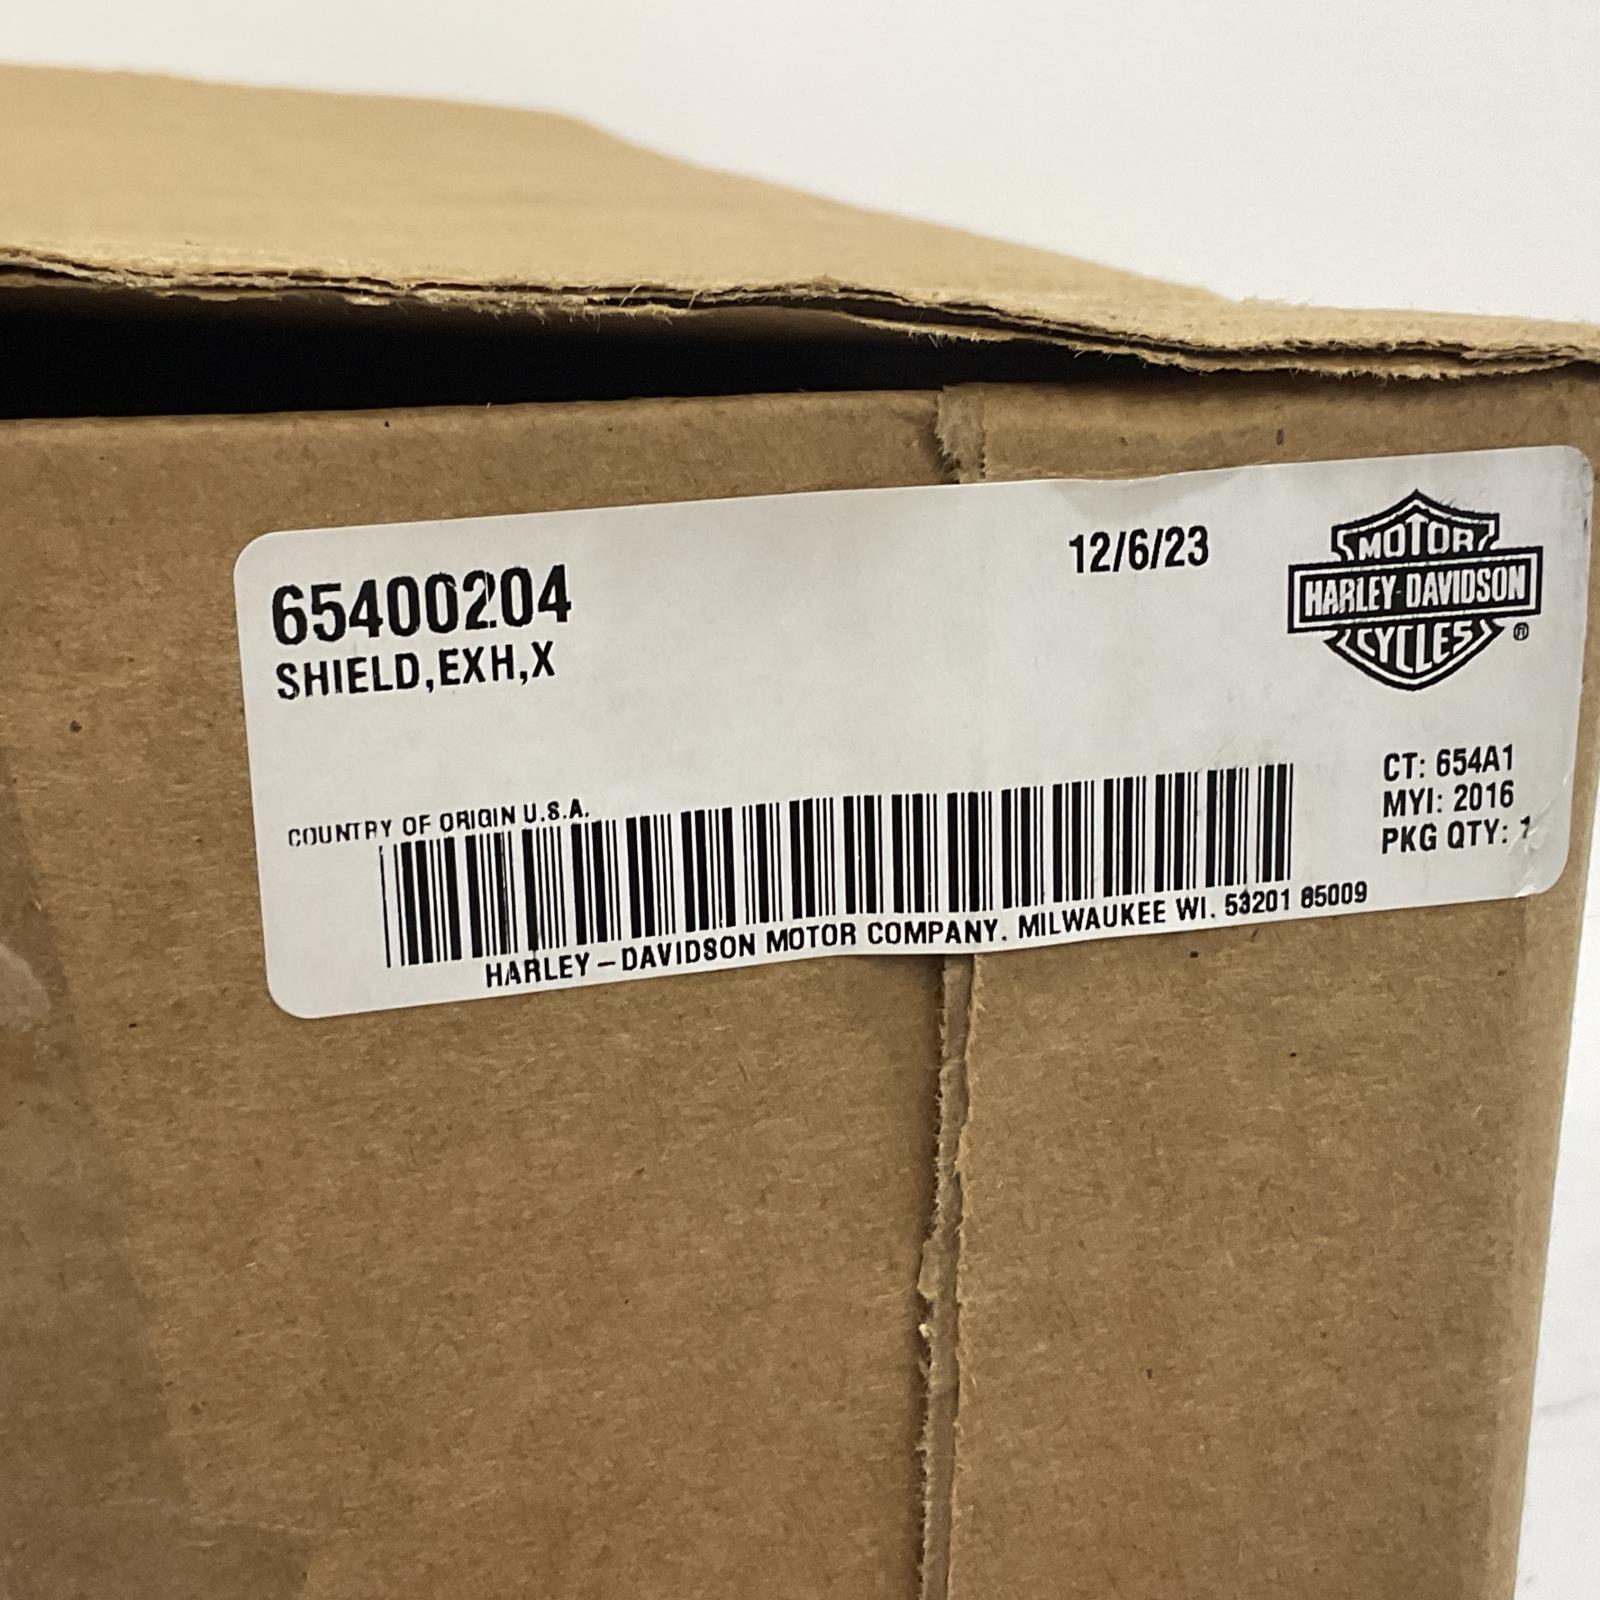 65400204
SHIELD,EXH,X
12/6/23
MOTOR
HARLEY-DAVIDSON
CYCLES
®
COUNTRY OF ORIGIN U.S.A.
CT: 654A1
MYI: 2016
PKG QTY: 1
HARLEY-DAVIDSON MOTOR COMPANY. MILWAUKEE WI. 53201 85009